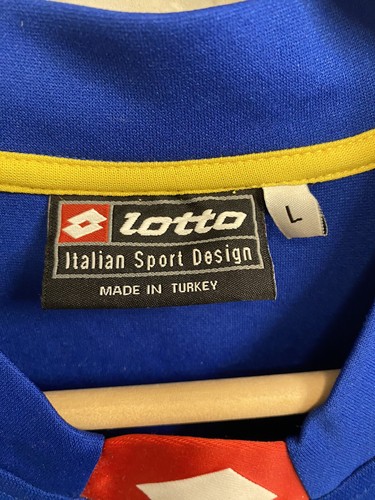 lotto
L
Italian Sport Design
MADE IN TURKEY